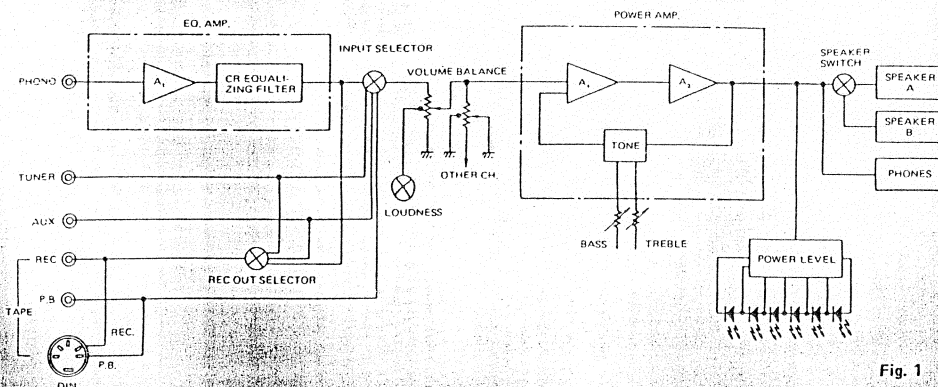 EQ. AMP.
PHONO
A₁
CR EQUALI-
ZING FILTER
INPUT SELECTOR
VOLUME BALANCE
POWER AMP.
A₁
A₂
TONE
SPEAKER
SWITCH
SPEAKER
A
SPEAKER
B
PHONES
TUNER
AUX
LOUDNESS
OTHER CH.
BASS
TREBLE
REC
REC OUT SELECTOR
P.B
TAPE
REC.
P.B.
DIN
POWER LEVEL
Fig. 1